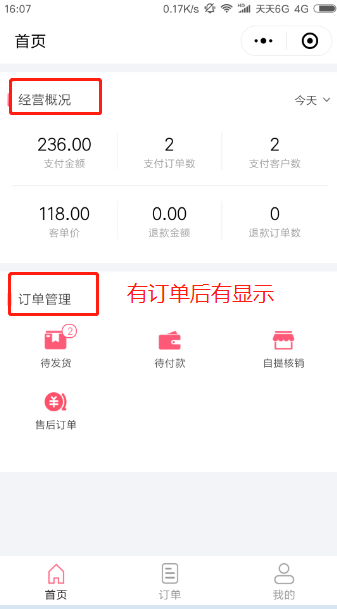 16:07 0.17K/s 天天6G 4G
首页
经营概况 今天
236.00 2 2
支付金额 支付订单数 支付客户数
118.00 0.00 0
客单价 退款金额 退款订单数
订单管理 有订单后有显示
2
待发货 待付款 自提核销
售后订单
首页 订单 我的